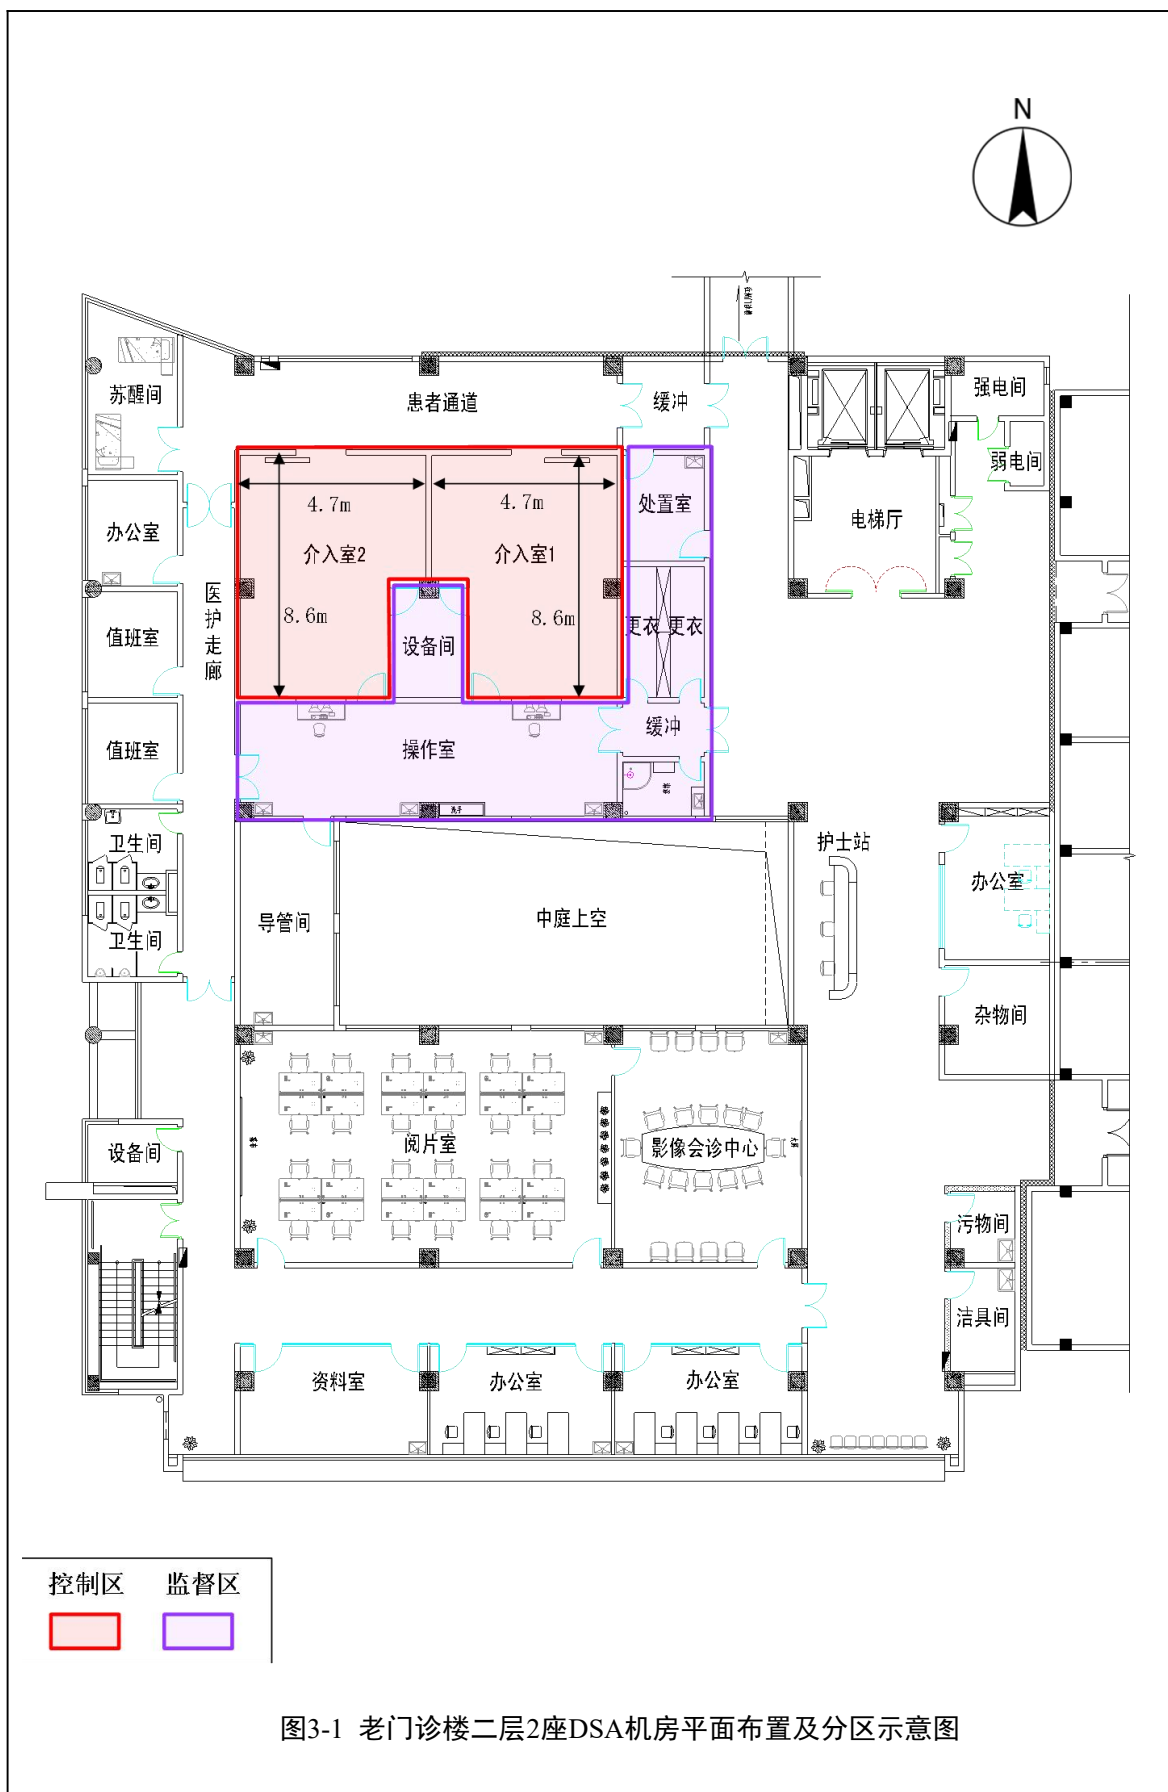 N
苏醒间
患者通道
缓冲
强电间
弱电间
4.7m
4.7m
处置室
办公室
介入室2
介入室1
电梯厅
医护走廊
值班室
8.6m
设备间
8.6m
更衣
更衣
值班室
操作室
缓冲
洗手
卫生间
护士站
办公室
导管间
中庭上空
卫生间
杂物间
设备间
阅片室
影像会诊中心
污物间
洁具间
资料室
办公室
办公室
控制区
监督区
图3-1 老门诊楼二层2座DSA机房平面布置及分区示意图